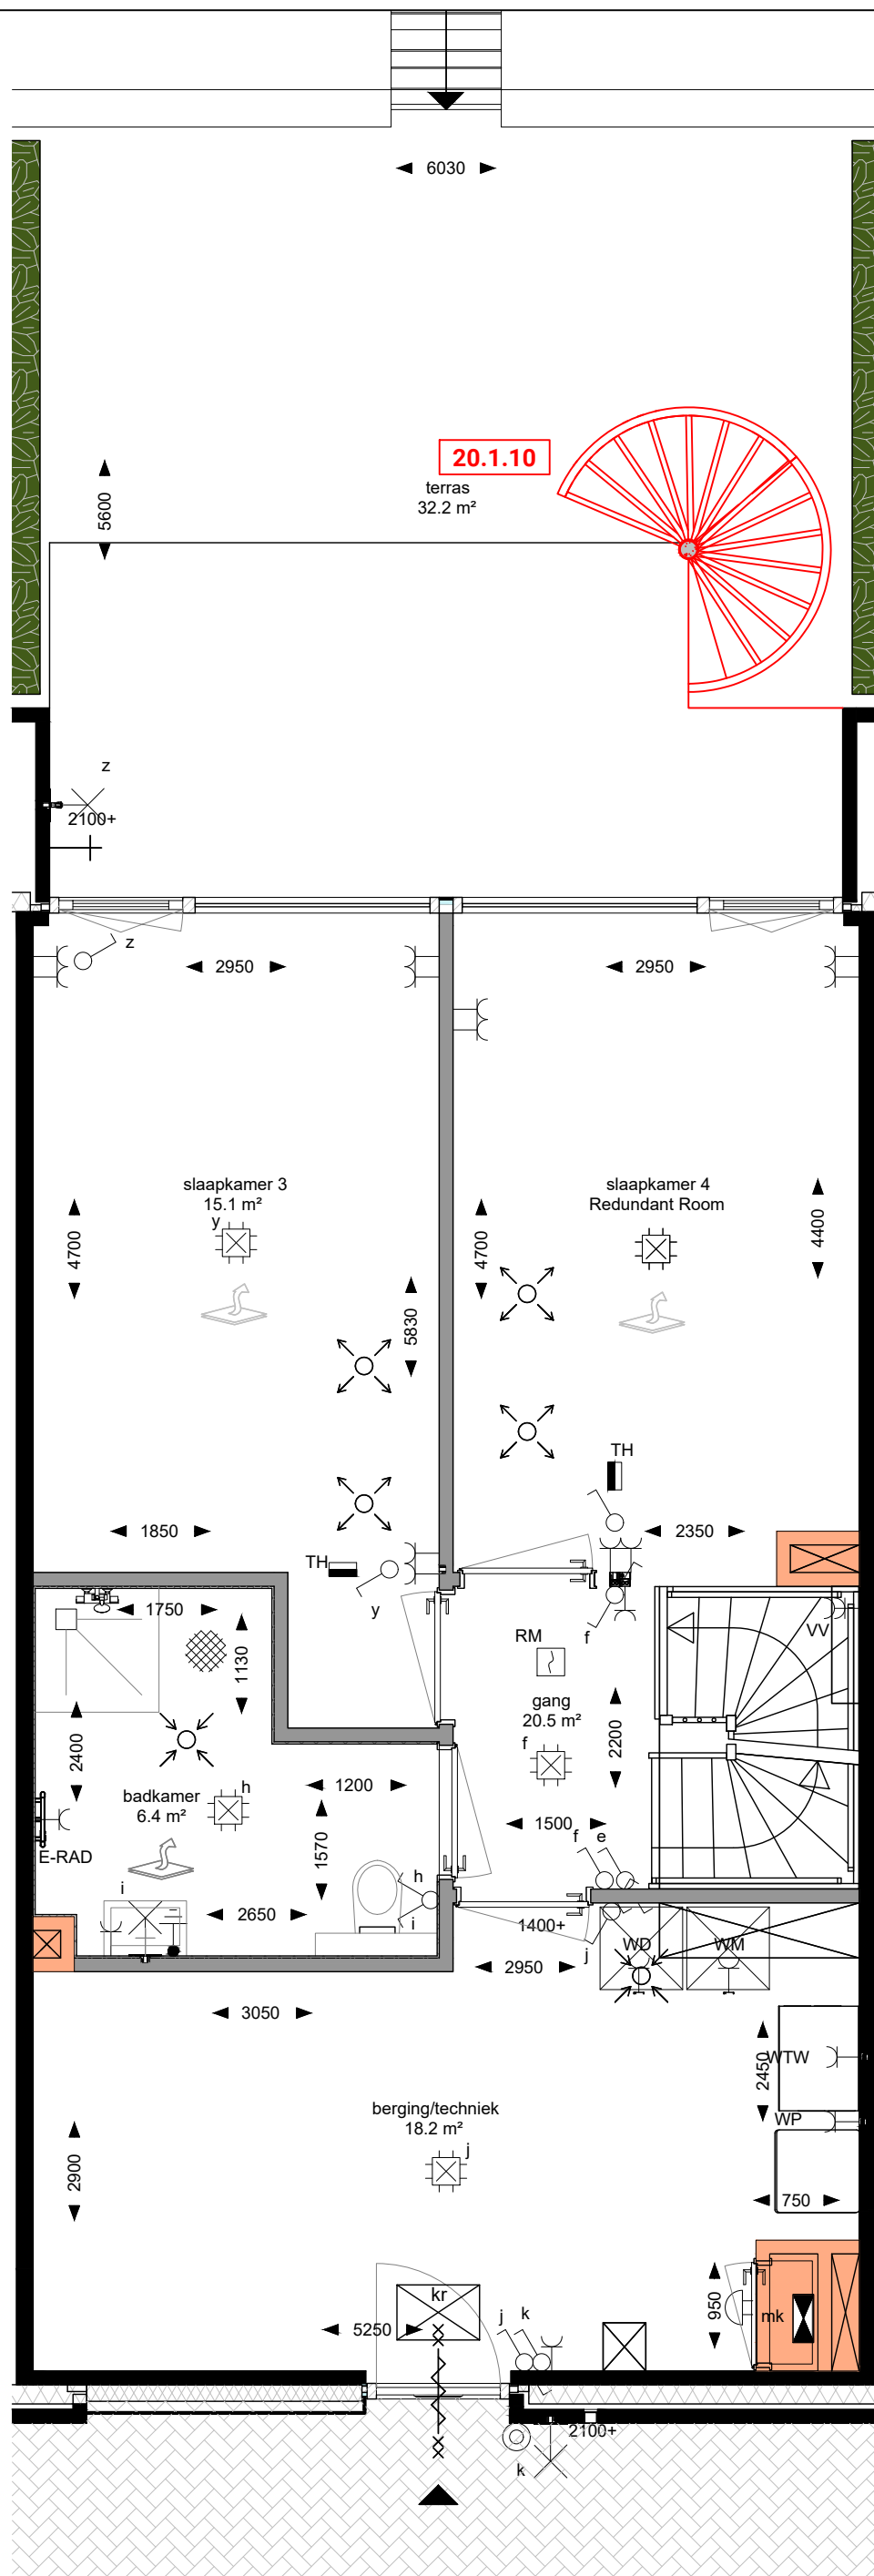 6030
20.1.10
terras
32.2 m²
5600
z
2100+
z
2950
2950
slaapkamer 3
15.1 m²
y
slaapkamer 4
Redundant Room
4700
4700
4400
5830
TH
1850
2350
TH
y
1750
1130
RM
f
VV
gang
20.5 m²
f
2200
2400
badkamer
6.4 m²
h
1200
1500
f e
1570
E-RAD
h
i
i
2650
1400+
j
WD
WM
2950
3050
2450
WTW
berging/techniek
18.2 m²
j
WP
2900
750
kr
950
mk
j k
5250
2100+
k